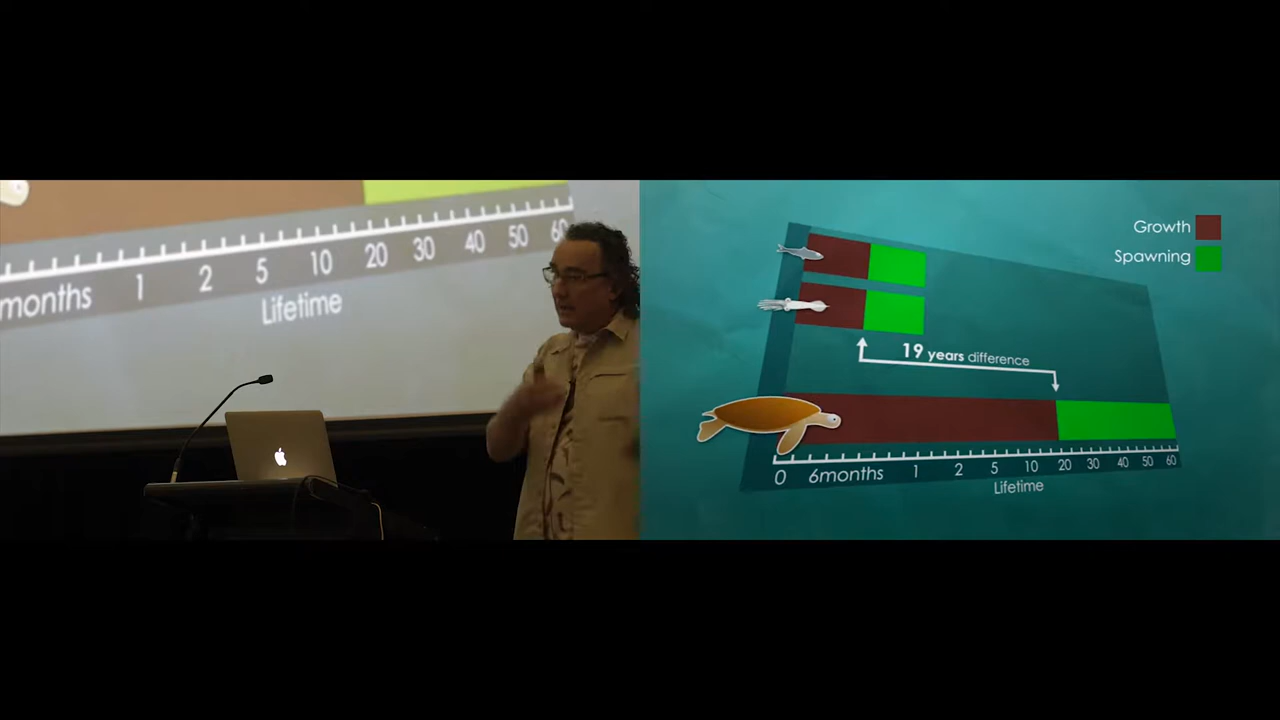 months 1 2 5 10 20 30 40 50 60
Lifetime
Growth
Spawning
19 years difference
0 6months 1 2 5 10 20 30 40 50 60
Lifetime